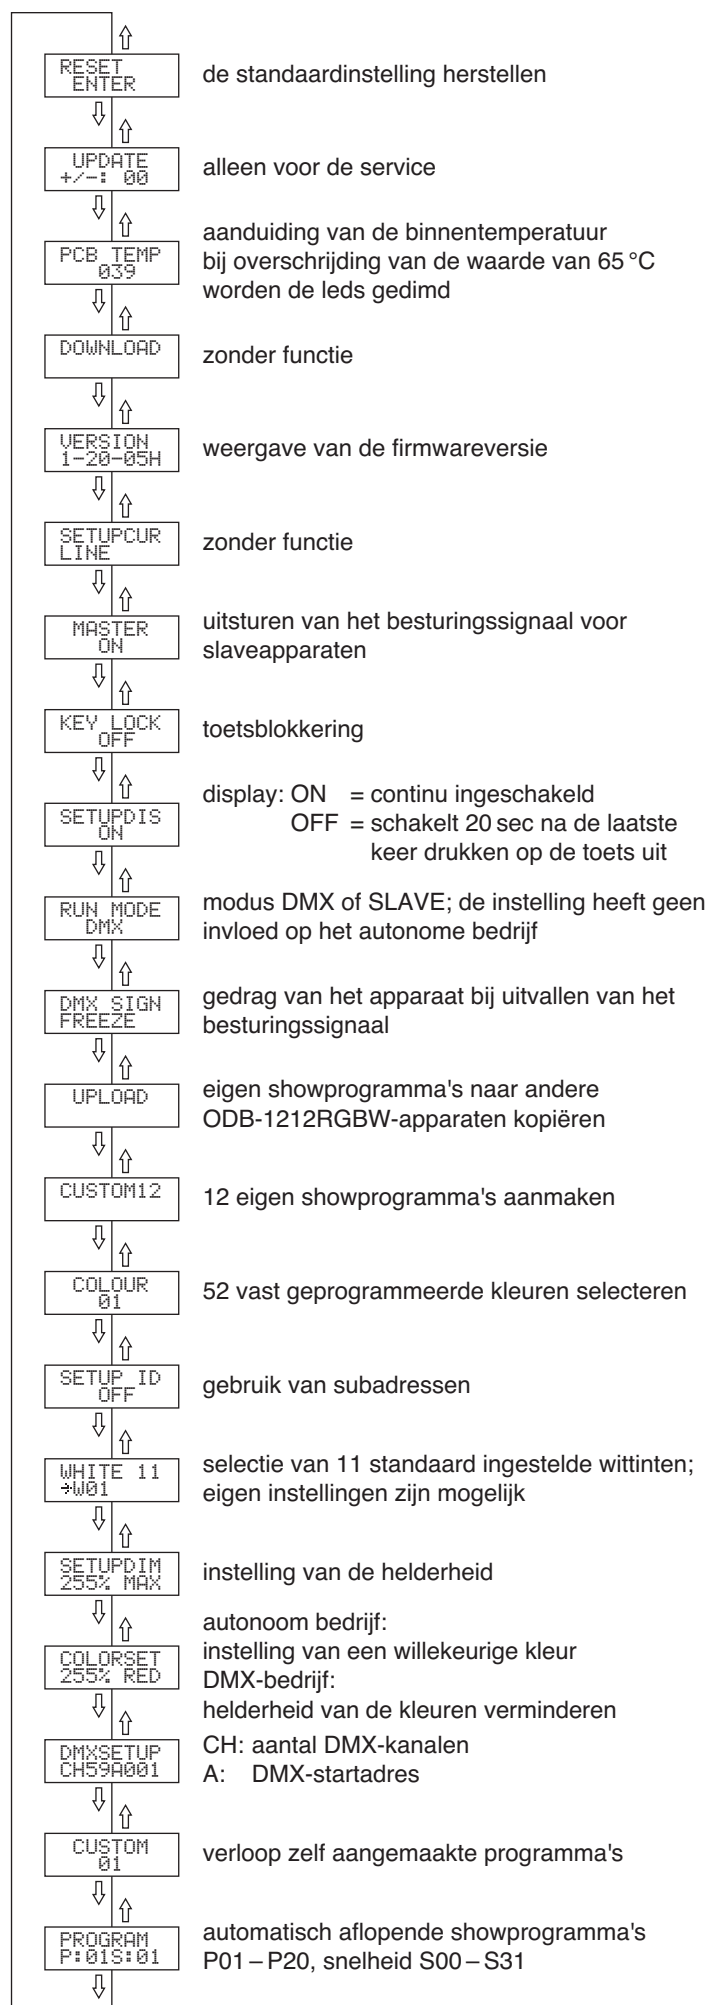 RESET
ENTER
de standaardinstelling herstellen
UPDATE
+/-: 00
alleen voor de service
PCB TEMP
039
aanduiding van de binnentemperatuur
bij overschrijding van de waarde van 65 °C
worden de leds gedimd
DOWNLOAD
zonder functie
VERSION
1-20-05H
weergave van de firmwareversie
SETUPCUR
LINE
zonder functie
MASTER
ON
uitsturen van het besturingssignaal voor
slaveapparaten
KEY LOCK
OFF
toetsblokkering
SETUPDIS
ON
display: ON = continu ingeschakeld
OFF = schakelt 20 sec na de laatste
keer drukken op de toets uit
RUN MODE
DMX
modus DMX of SLAVE; de instelling heeft geen
invloed op het autonome bedrijf
DMX SIGN
FREEZE
gedrag van het apparaat bij uitvallen van het
besturingssignaal
UPLOAD
eigen showprogramma's naar andere
ODB-1212RGBW-apparaten kopiëren
CUSTOM12
12 eigen showprogramma's aanmaken
COLOUR
01
52 vast geprogrammeerde kleuren selecteren
SETUP ID
OFF
gebruik van subadressen
WHITE 11
→W01
selectie van 11 standaard ingestelde wittinten;
eigen instellingen zijn mogelijk
SETUPDIM
255% MAX
instelling van de helderheid
COLORSET
255% RED
autonoom bedrijf:
instelling van een willekeurige kleur
DMX-bedrijf:
helderheid van de kleuren verminderen
DMXSETUP
CH59A001
CH: aantal DMX-kanalen
A: DMX-startadres
CUSTOM
01
verloop zelf aangemaakte programma's
PROGRAM
P:01S:01
automatisch aflopende showprogramma's
P01 – P20, snelheid S00 – S31